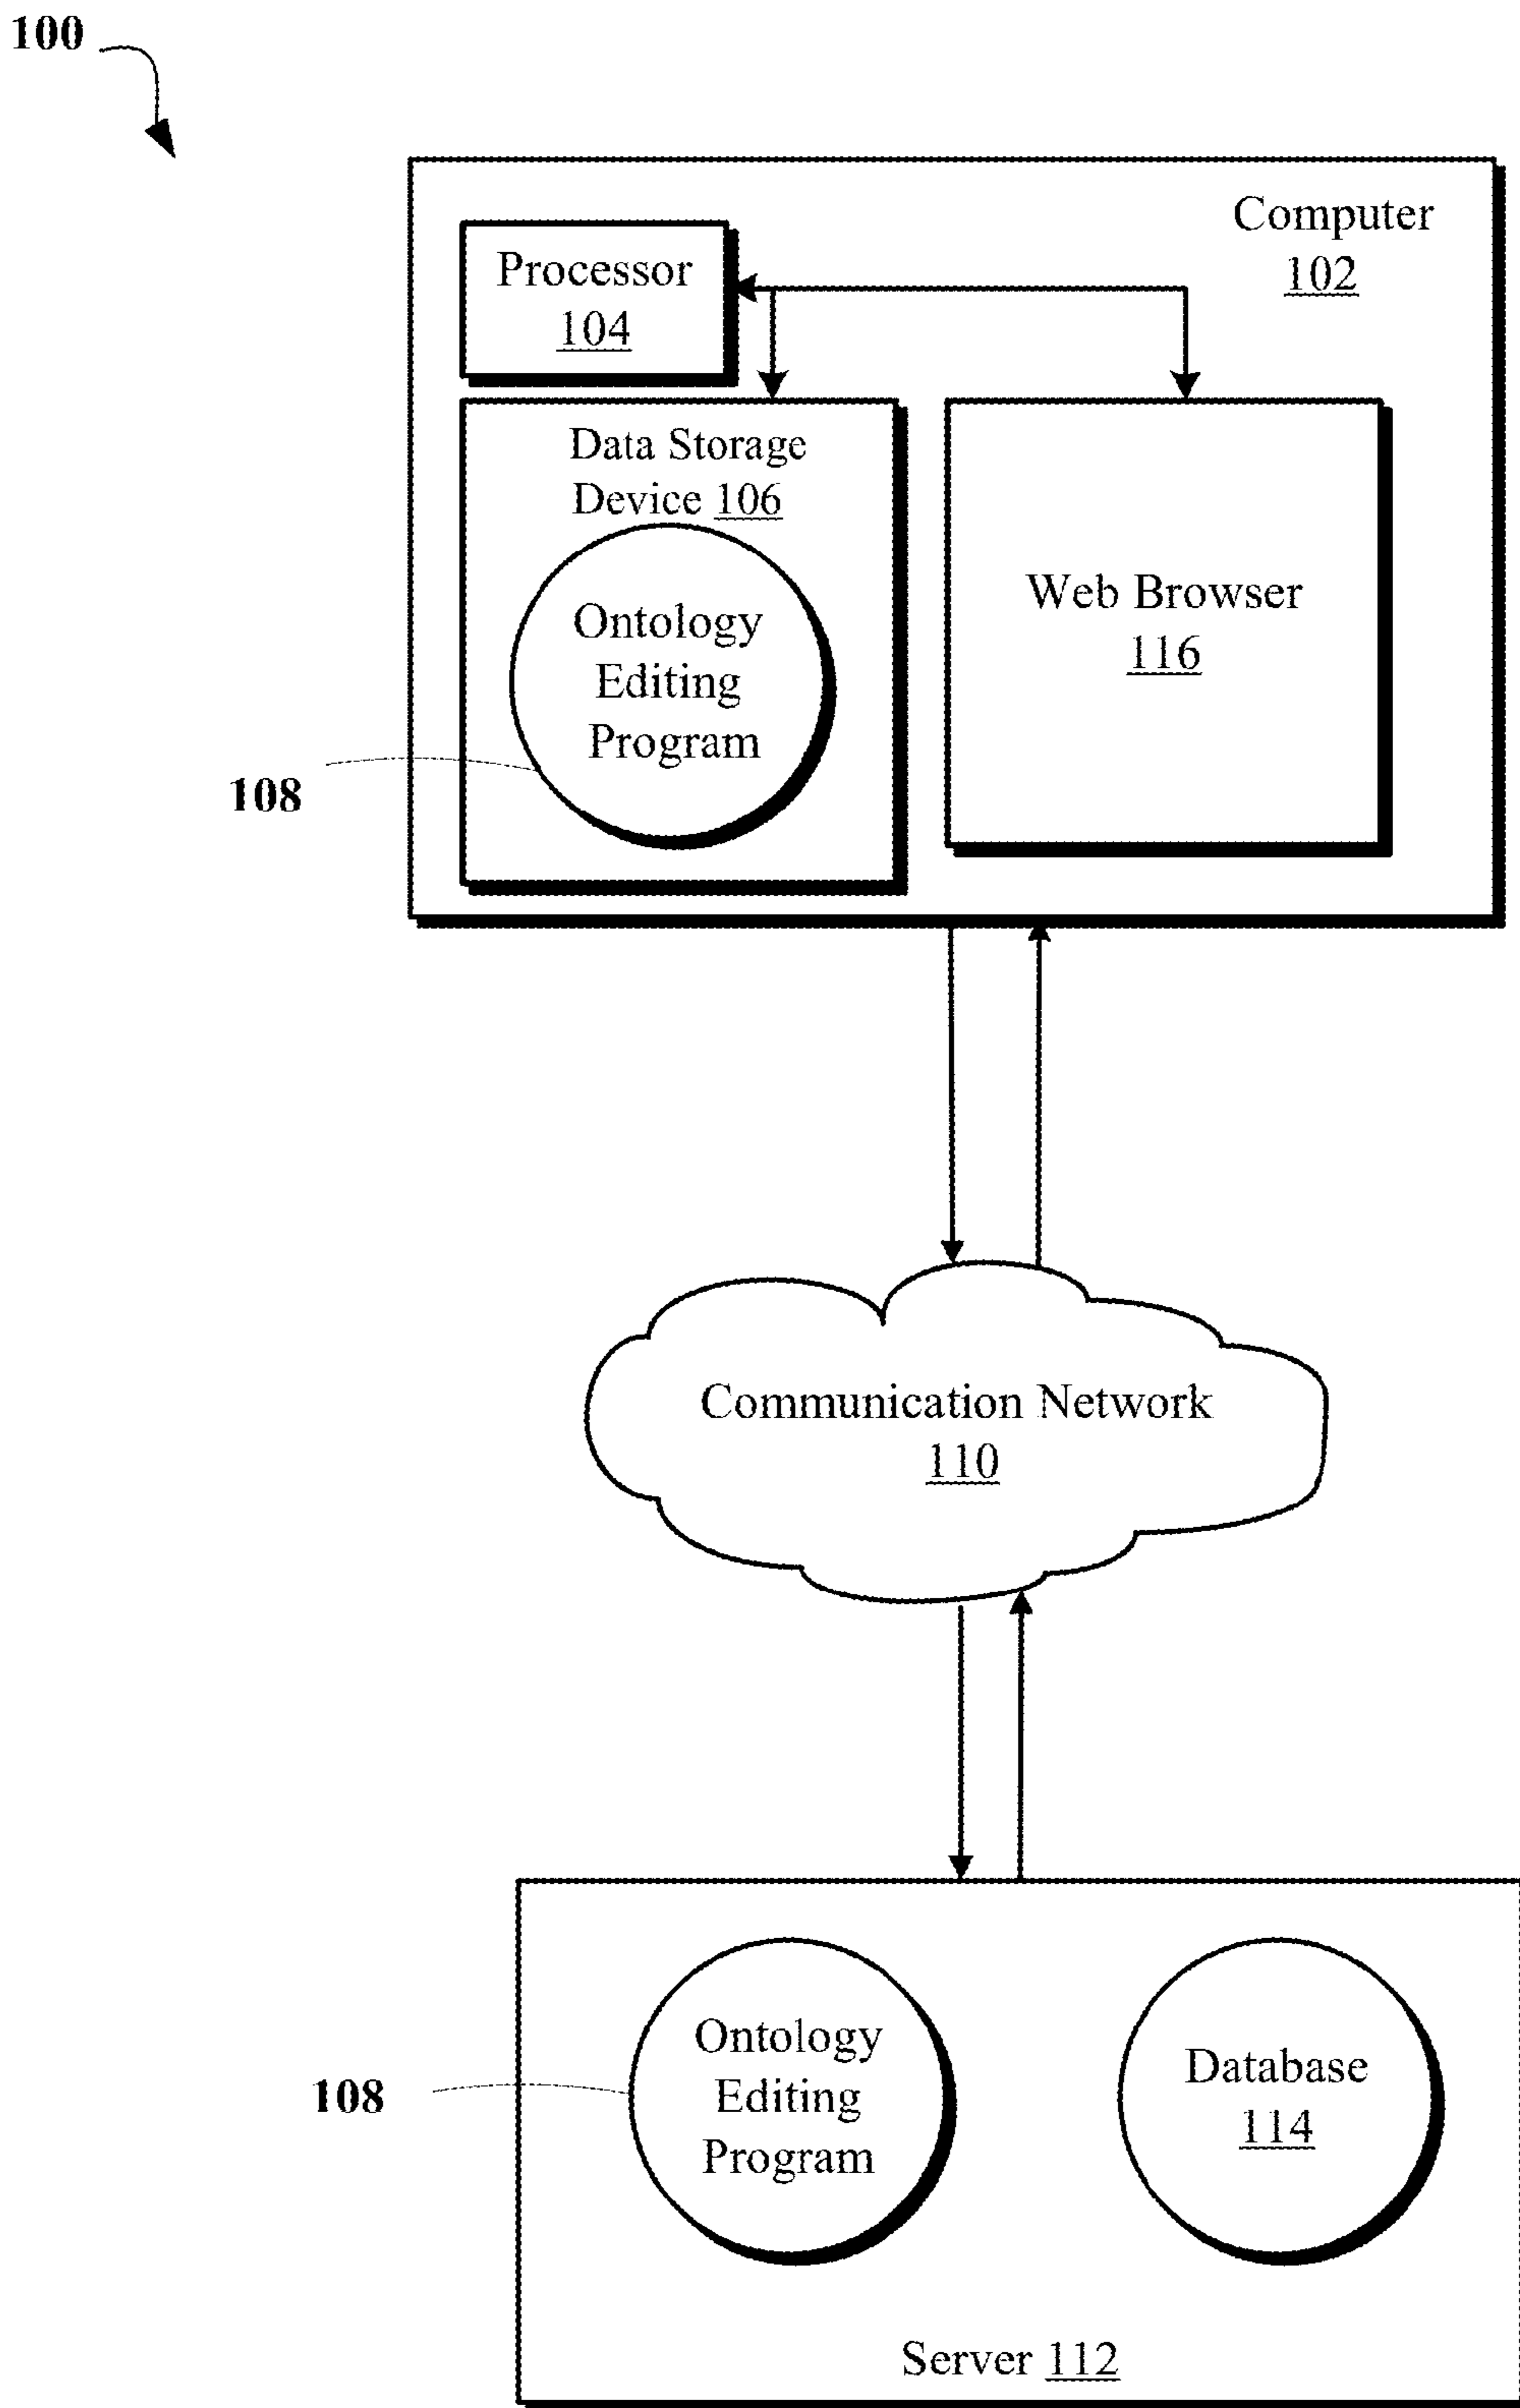 100
Computer
102
Processor
104
Data Storage
Device 106
Ontology
Editing
Program
108
Web Browser
116
Communication Network
110
Ontology
Editing
Program
108
Database
114
Server 112